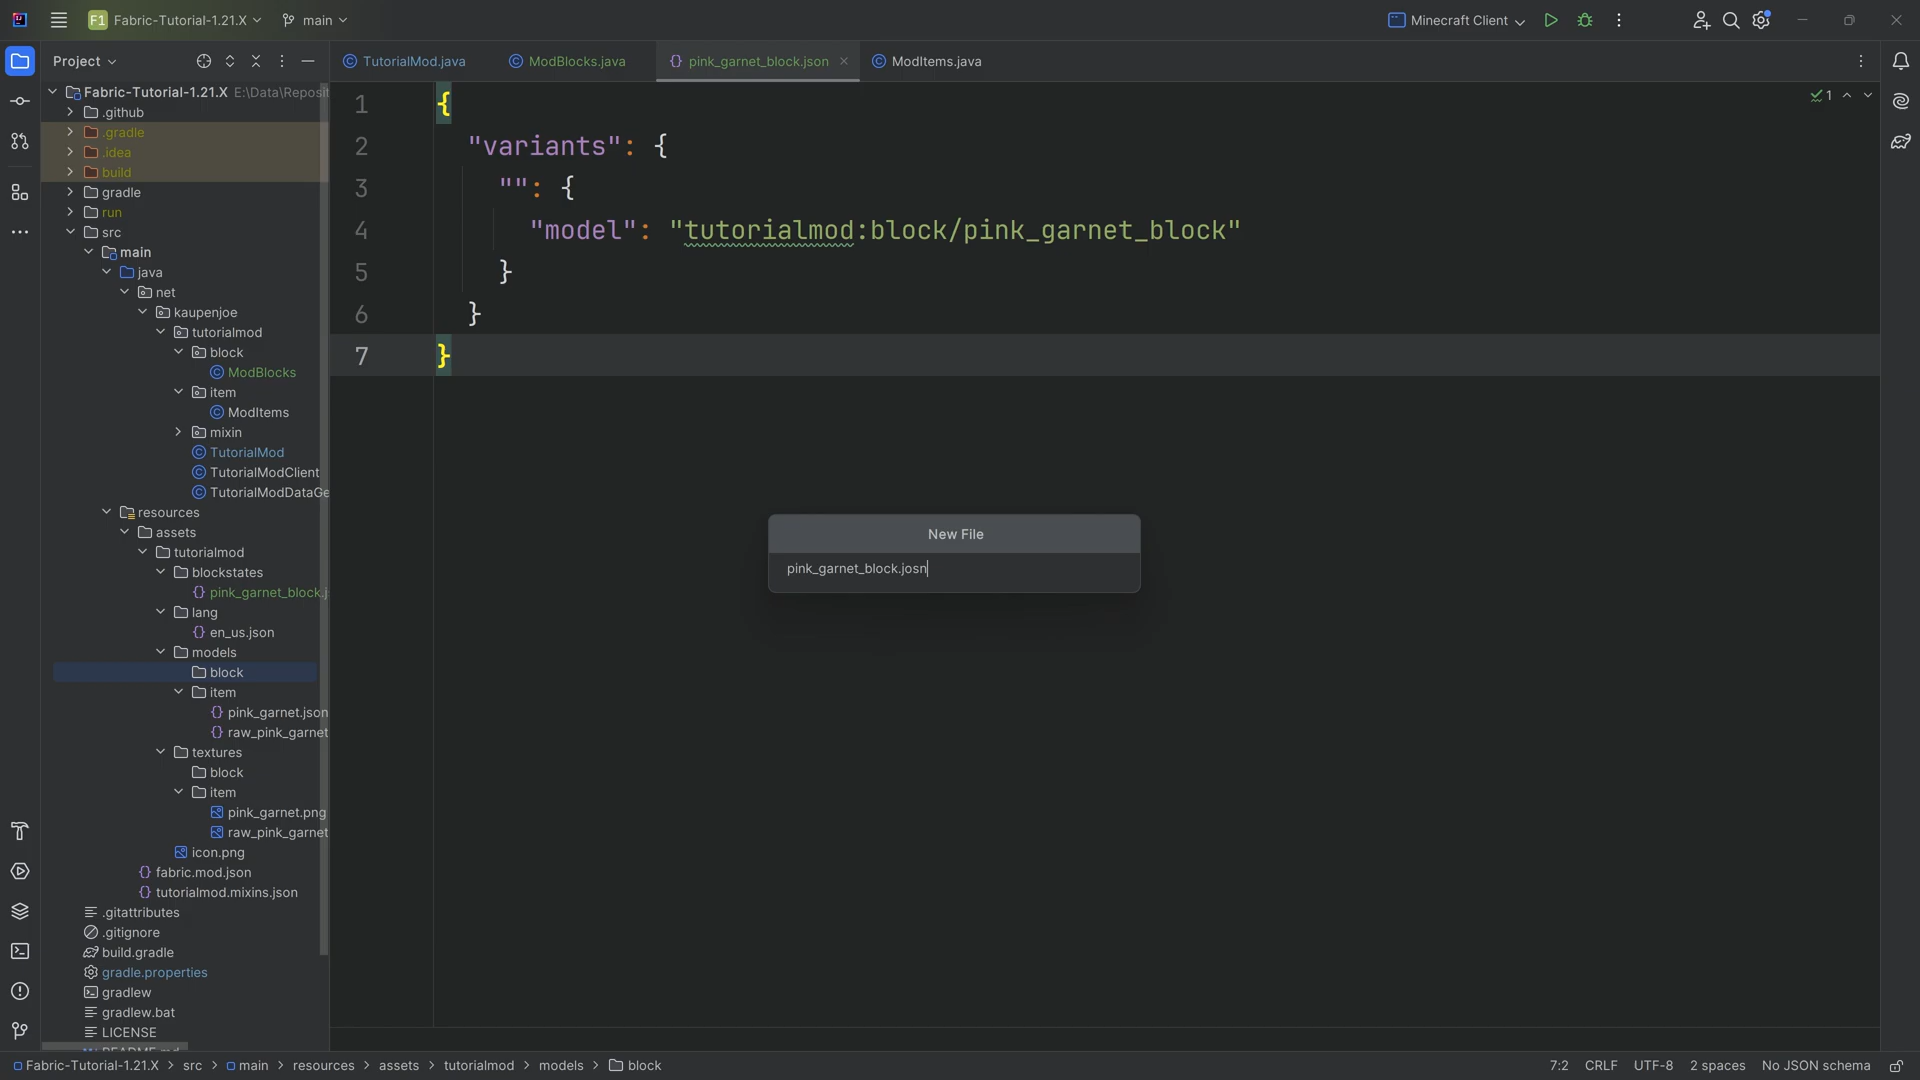 F1 Fabric-Tutorial-1.21.X main Minecraft Client
Project
TutorialMod.java ModBlocks.java pink_garnet_block.json ModItems.java
Fabric-Tutorial-1.21.X E:\Data\Reposit
.github
.gradle
.idea
build
gradle
run
src
main
java
net
kaupenjoe
tutorialmod
block
ModBlocks
item
ModItems
mixin
TutorialMod
TutorialModClient
TutorialModDataGe
resources
assets
tutorialmod
blockstates
pink_garnet_block.j
lang
en_us.json
models
block
item
pink_garnet.json
raw_pink_garnet
textures
block
item
pink_garnet.png
raw_pink_garnet
icon.png
fabric.mod.json
tutorialmod.mixins.json
.gitattributes
.gitignore
build.gradle
gradle.properties
gradlew
gradlew.bat
LICENSE
README.md
1 {
2 "variants": {
3 "": {
4 "model": "tutorialmod:block/pink_garnet_block"
5 }
6 }
7 }
1
New File
pink_garnet_block.josn
Fabric-Tutorial-1.21.X > src > main > resources > assets > tutorialmod > models > block
7:2 CRLF UTF-8 2 spaces No JSON schema